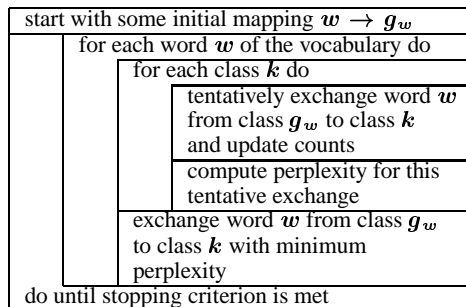 start with some initial mapping w → g_w
for each word w of the vocabulary do
for each class k do
tentatively exchange word w
from class g_w to class k
and update counts
compute perplexity for this
tentative exchange
exchange word w from class g_w
to class k with minimum
perplexity
do until stopping criterion is met